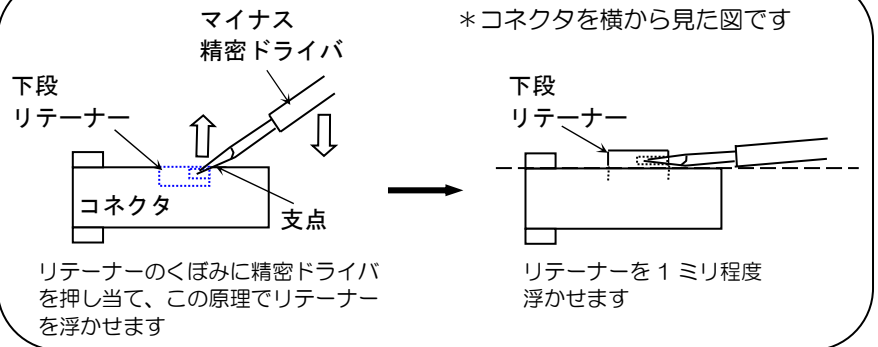 マイナス
精密ドライバ
＊コネクタを横から見た図です
下段
リテーナー
コネクタ
支点
リテーナーのくぼみに精密ドライバ
を押し当て、この原理でリテーナー
を浮かせます
下段
リテーナー
リテーナーを 1 ミリ程度
浮かせます